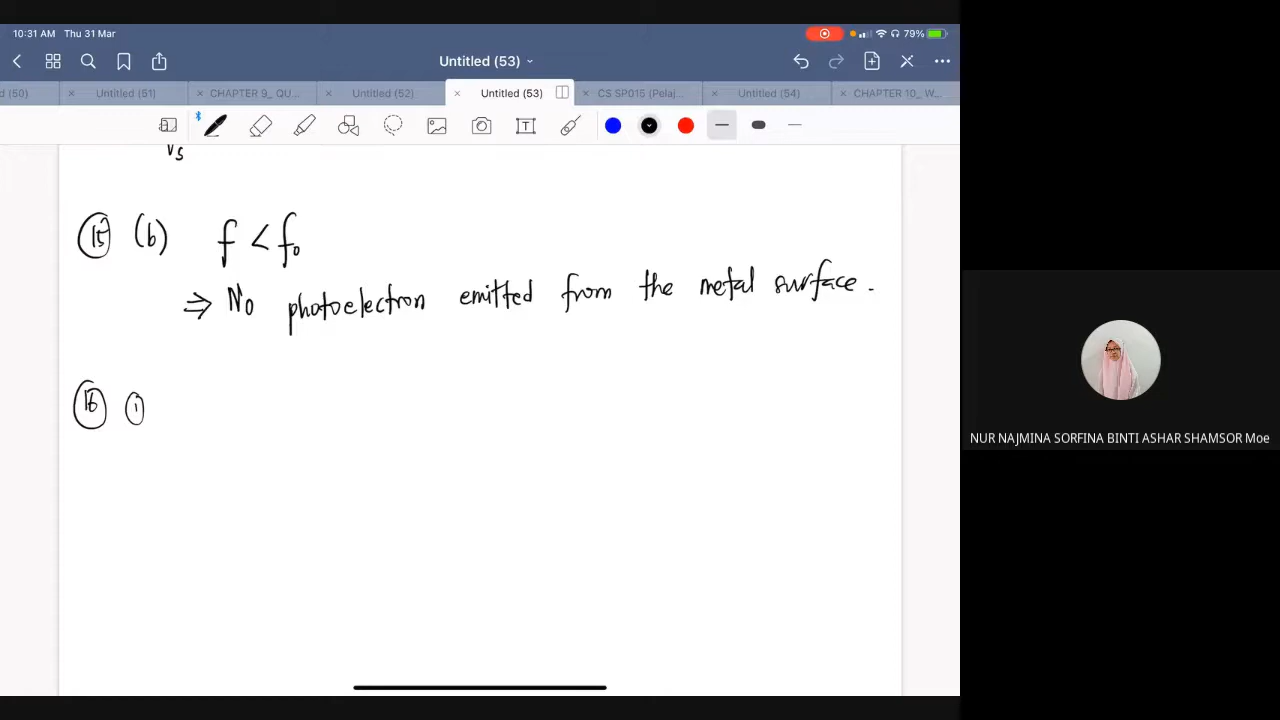 10:31 AM Thu 31 Mar
79%
Untitled (53)
d (50)
Untitled (51)
CHAPTER 9_ QU...
Untitled (52)
Untitled (53)
CS SP015 (Pelaj...
Untitled (54)
CHAPTER 10_ W...
T
Vs
15 (b) f < f₀
⇒ No photoelectron emitted from the metal surface.
16 i
NUR NAJMINA SORFINA BINTI ASHAR SHAMSOR Moe